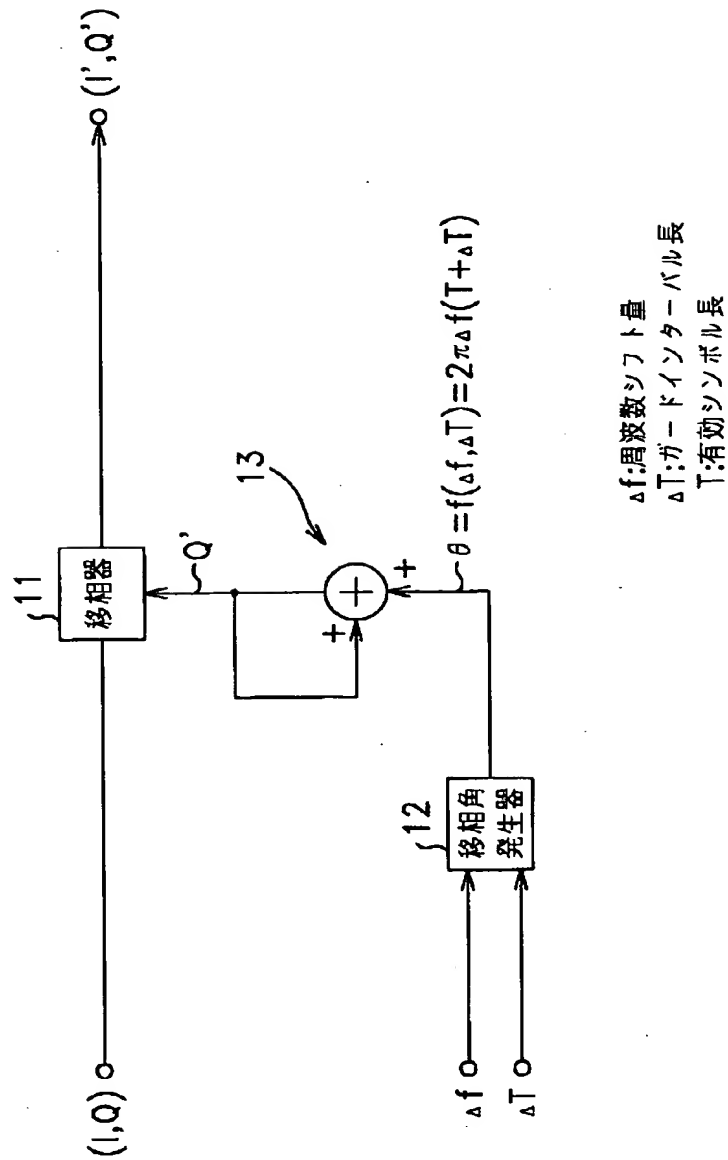 (I,Q)
11
移相器
(I',Q')
Q'
13
+
+
+
θ=f(Δf,ΔT)=2πΔf(T+ΔT)
12
移相角
発生器
Δf
ΔT
Δf:周波数シフト量
ΔT:ガードインターバル長
T:有効シンボル長